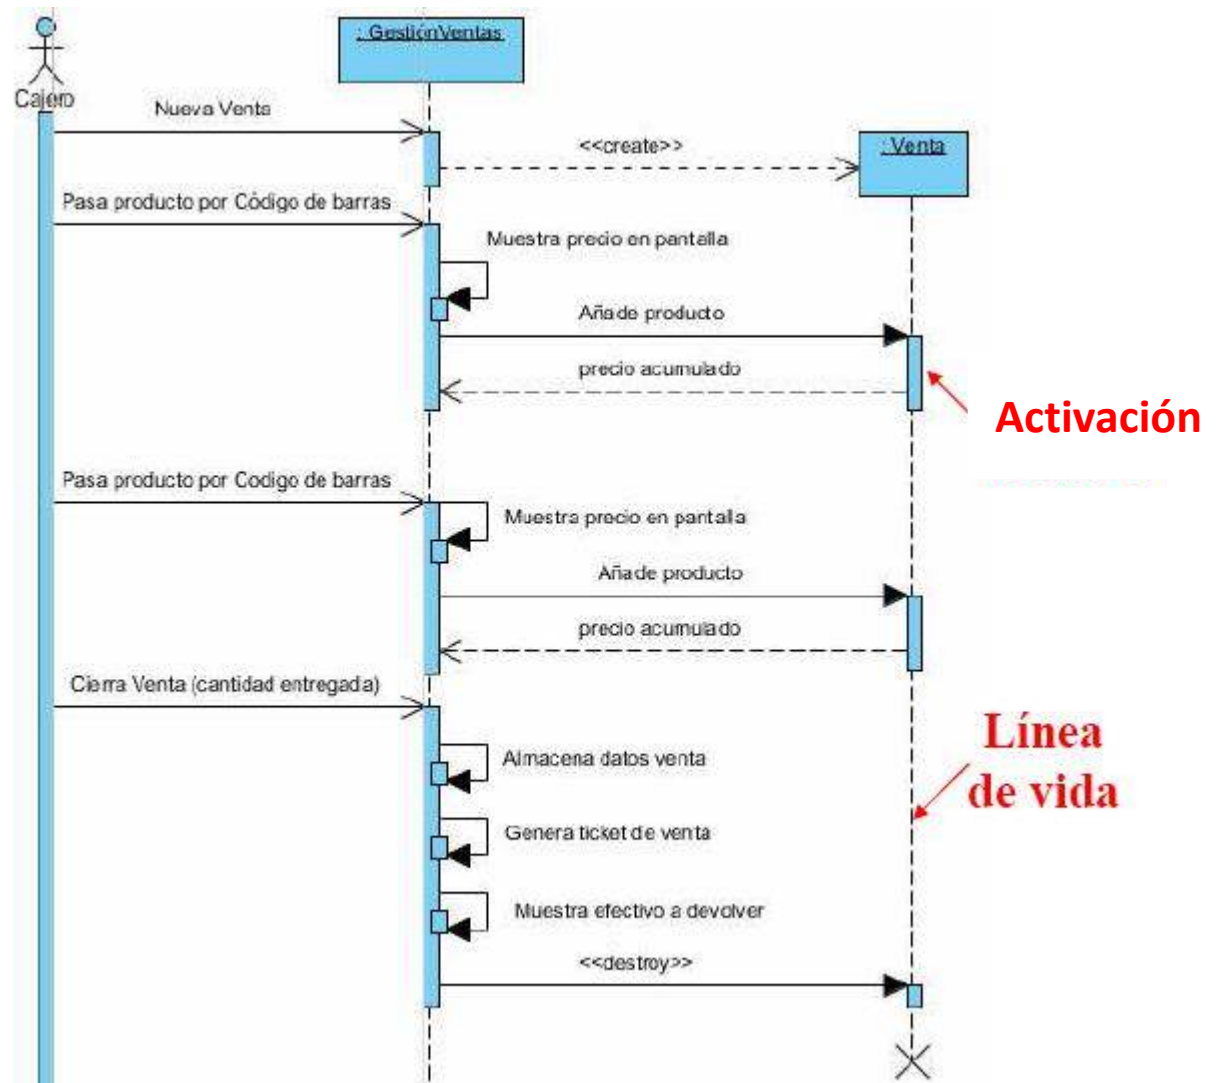 : GestiónVentas
Cajero
Nueva Venta
<<create>>
: Venta
Pasa producto por Código de barras
Muestra precio en pantalla
Añade producto
precio acumulado
Activación
Pasa producto por Codigo de barras
Muestra precio en pantalla
Añade producto
precio acumulado
Cierra Venta (cantidad entregada)
Línea
de vida
Almacena datos venta
Genera ticket de venta
Muestra efectivo a devolver
<<destroy>>